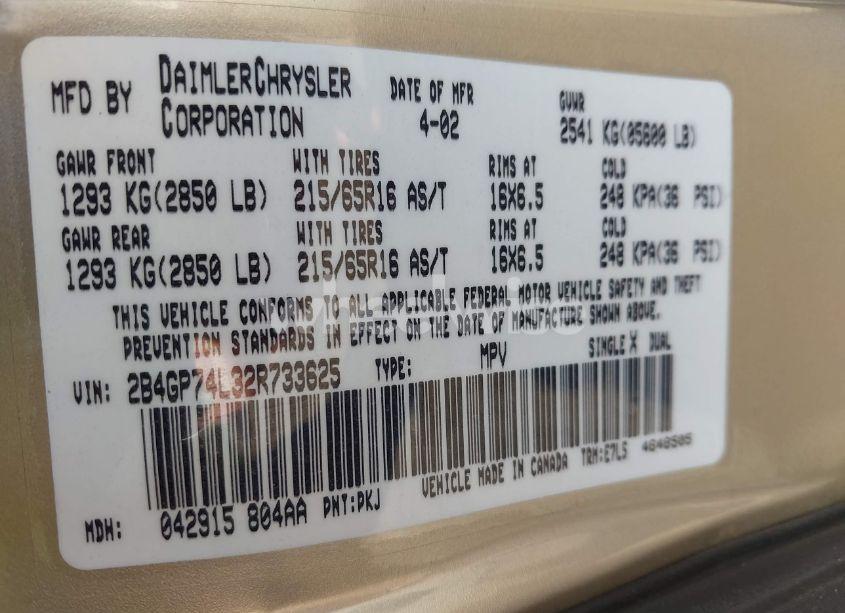 MFD BY DAIMLERCHRYSLER CORPORATION DATE OF MFR 4-02 GVWR 2541 KG(05600 LB)
GAWR FRONT WITH TIRES RIMS AT COLD
1293 KG(2850 LB) 215/65R16 AS/T 16X6.5 248 KPA(36 PSI)
GAWR REAR WITH TIRES RIMS AT COLD
1293 KG(2850 LB) 215/65R16 AS/T 16X6.5 248 KPA(36 PSI)
THIS VEHICLE CONFORMS TO ALL APPLICABLE FEDERAL MOTOR VEHICLE SAFETY AND THEFT
PREVENTION STANDARDS IN EFFECT ON THE DATE OF MANUFACTURE SHOWN ABOVE.
VIN: 2B4GP74L32R733625 TYPE: MPV SINGLE X DUAL
VEHICLE MADE IN CANADA TRM:E7L5 4648505
MDH: 042915 804AA PNT:PKJ